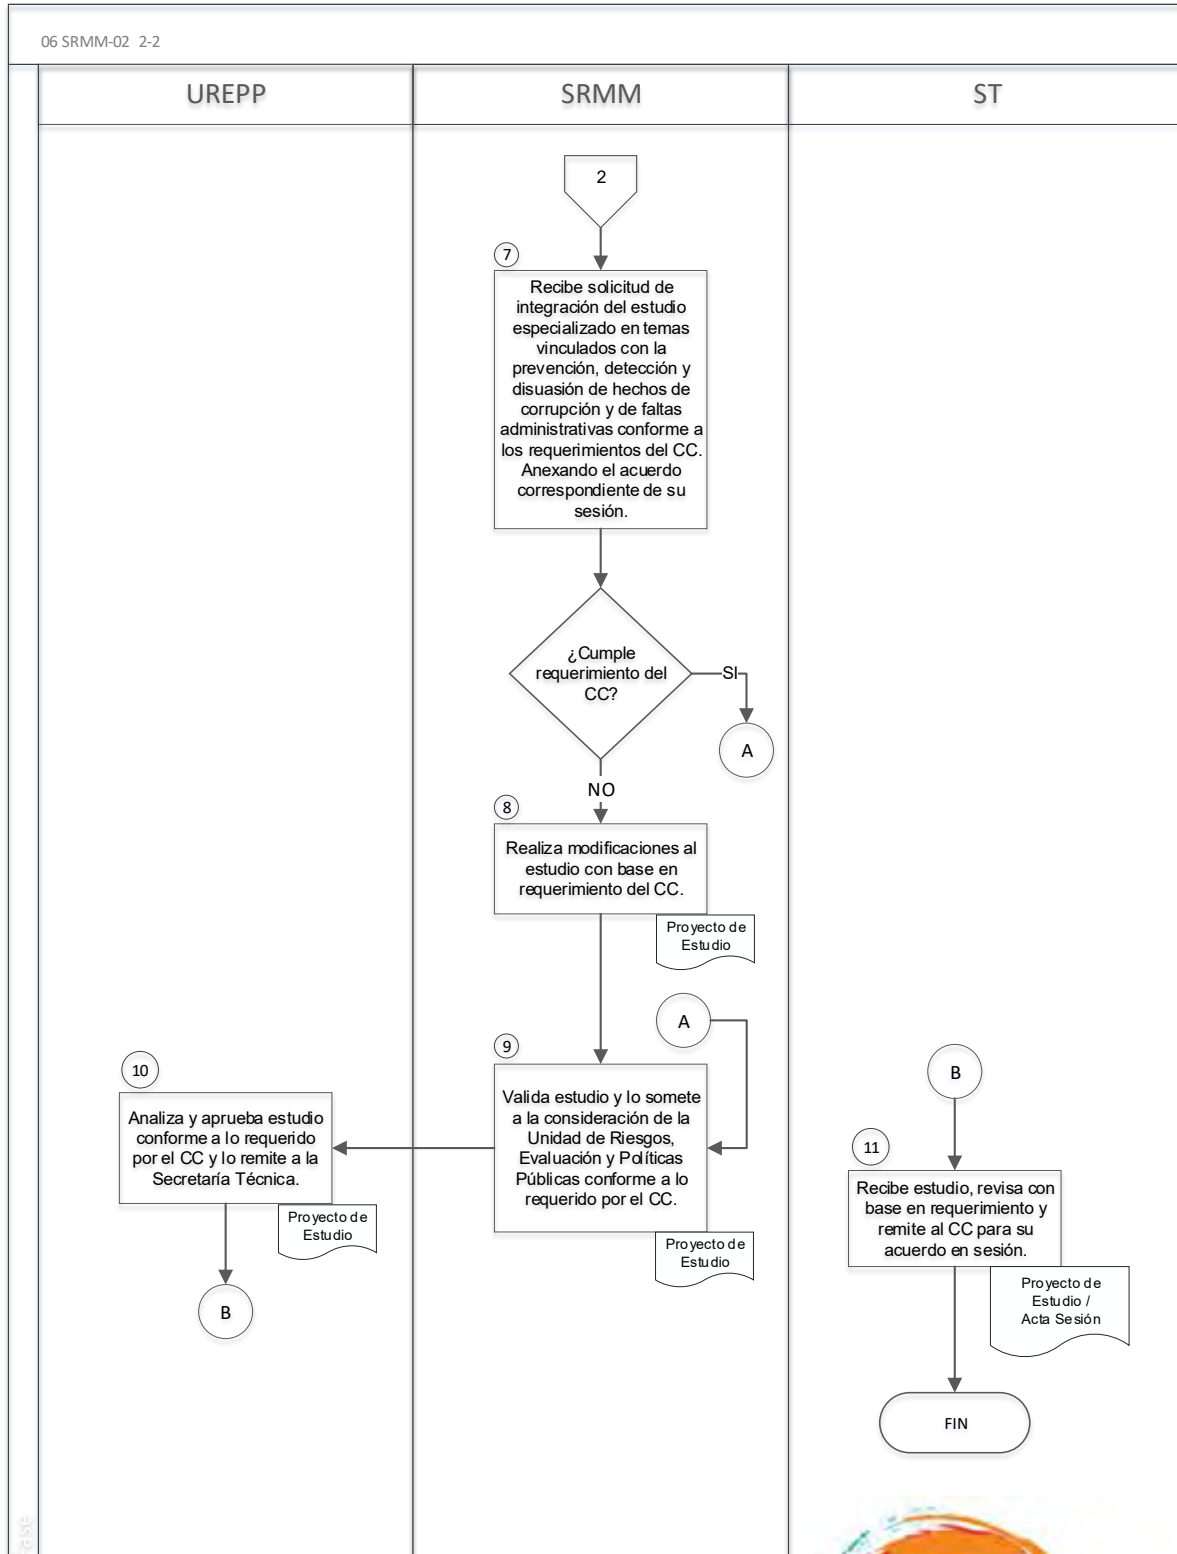 06 SRMM-02 2-2
UREPP
SRMM
ST
2
7
Recibe solicitud de
integración del estudio
especializado en temas
vinculados con la
prevención, detección y
disuasión de hechos de
corrupción y de faltas
administrativas conforme a
los requerimientos del CC.
Anexando el acuerdo
correspondiente de su
sesión.
¿Cumple
requerimiento del
CC?
SI
A
NO
8
Realiza modificaciones al
estudio con base en
requerimiento del CC.
Proyecto de
Estudio
A
9
Valida estudio y lo somete
a la consideración de la
Unidad de Riesgos,
Evaluación y Políticas
Públicas conforme a lo
requerido por el CC.
Proyecto de
Estudio
10
Analiza y aprueba estudio
conforme a lo requerido
por el CC y lo remite a la
Secretaría Técnica.
Proyecto de
Estudio
B
B
11
Recibe estudio, revisa con
base en requerimiento y
remite al CC para su
acuerdo en sesión.
Proyecto de
Estudio /
Acta Sesión
FIN